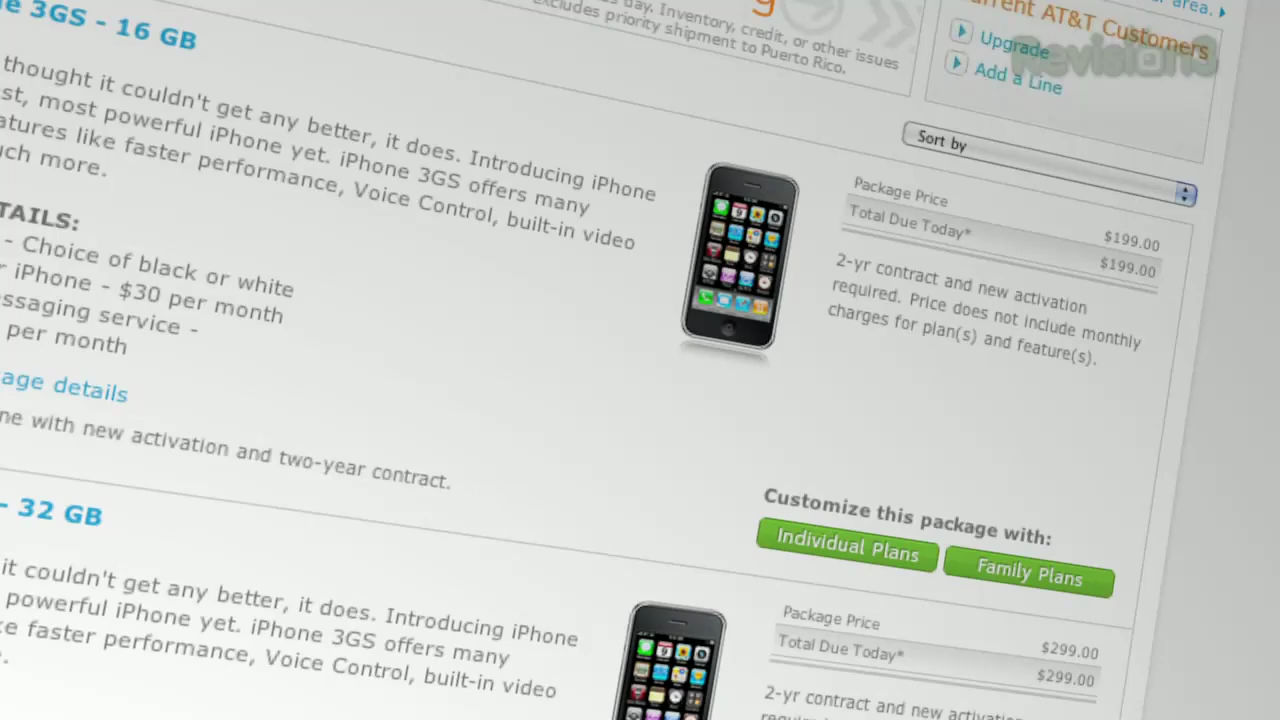 e 3GS - 16 GB
thought it couldn't get any better, it does. Introducing iPhone
st, most powerful iPhone yet. iPhone 3GS offers many
atures like faster performance, Voice Control, built-in video
uch more.
TAILS:
- Choice of black or white
r iPhone - $30 per month
essaging service -
per month
age details
ne with new activation and two-year contract.
day. Inventory, credit, or other issues
excludes priority shipment to Puerto Rico.
area.
urrent AT&T Customers
Upgrade
Add a Line
Revision3
Sort by
Package Price $199.00
Total Due Today* $199.00
2-yr contract and new activation
required. Price does not include monthly
charges for plan(s) and feature(s).
Customize this package with:
Individual Plans
Family Plans
- 32 GB
it couldn't get any better, it does. Introducing iPhone
powerful iPhone yet. iPhone 3GS offers many
ke faster performance, Voice Control, built-in video
Package Price $299.00
Total Due Today* $299.00
2-yr contract and new activation